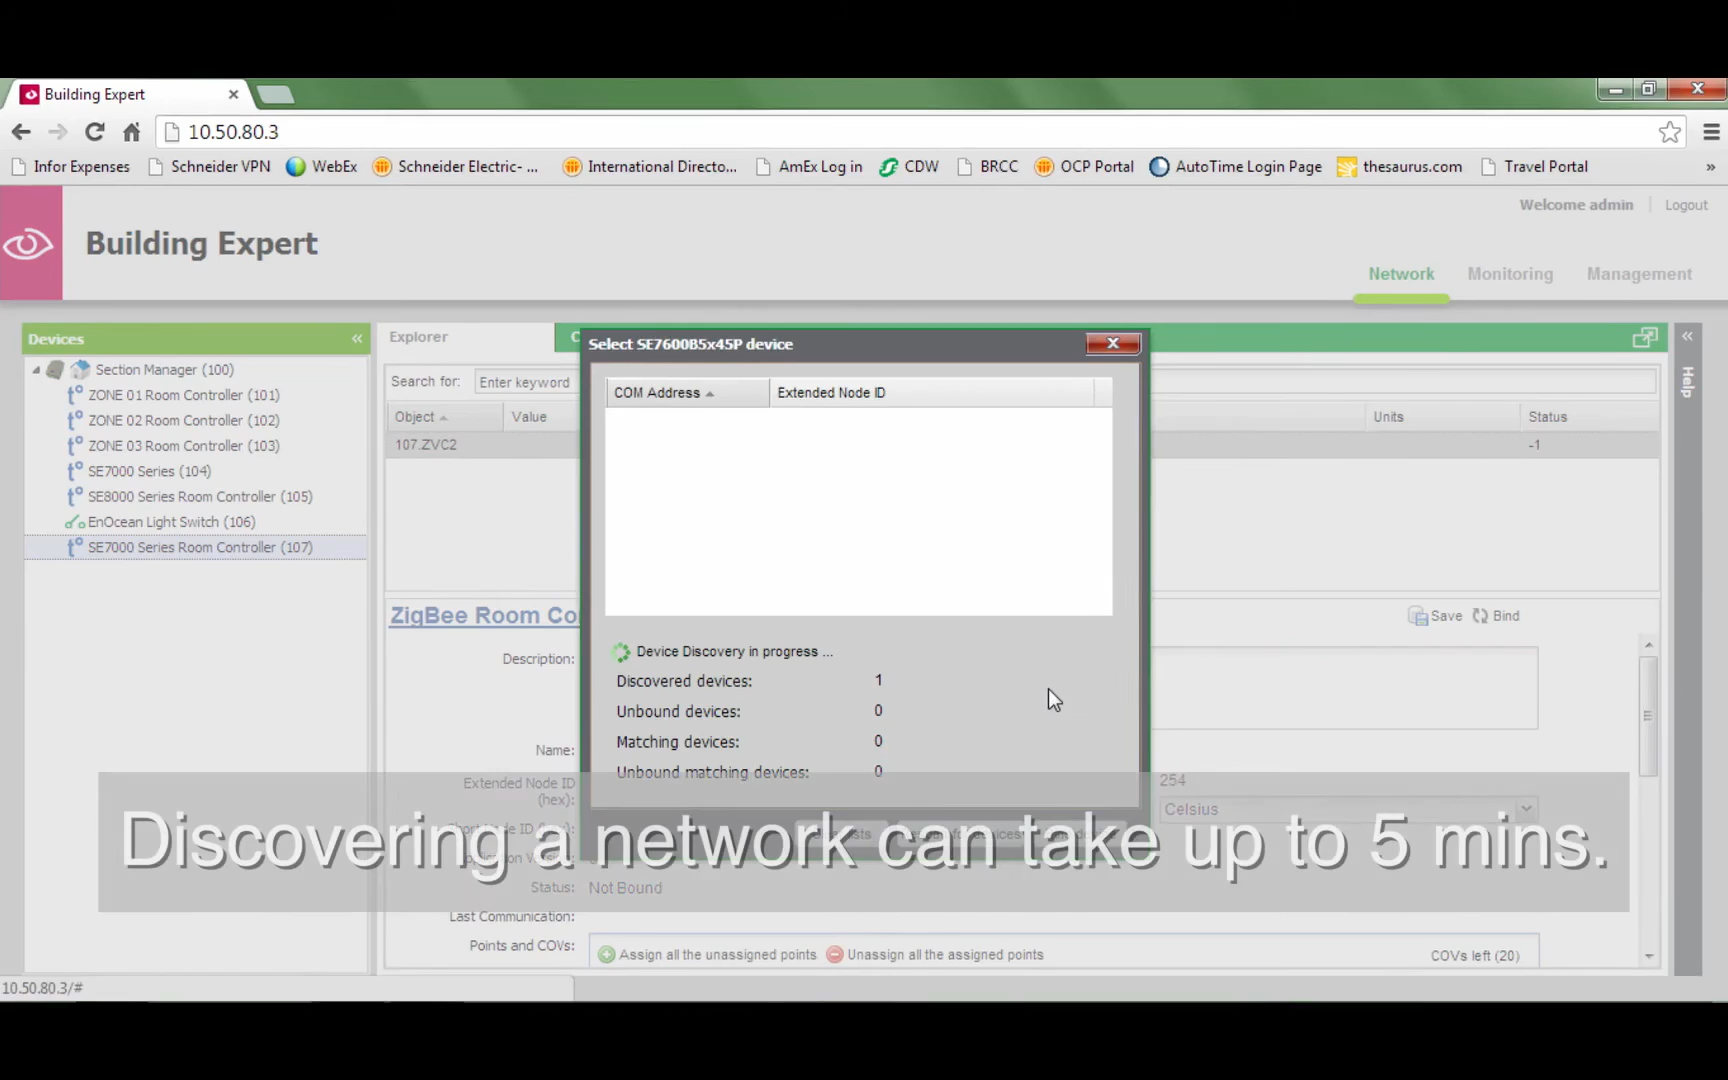 Building Expert
10.50.80.3
Infor Expenses
Schneider VPN
WebEx
Schneider Electric- ...
International Directo...
AmEx Log in
CDW
BRCC
OCP Portal
AutoTime Login Page
thesaurus.com
Travel Portal
»
Welcome admin
Logout
Building Expert
Network
Monitoring
Management
Devices
Section Manager (100)
ZONE 01 Room Controller (101)
ZONE 02 Room Controller (102)
ZONE 03 Room Controller (103)
SE7000 Series (104)
SE8000 Series Room Controller (105)
EnOcean Light Switch (106)
SE7000 Series Room Controller (107)
Explorer
Search for:
Enter keyword
Object
Value
Units
Status
107.ZVC2
-1
Help
Select SE7600B5x45P device
COM Address
Extended Node ID
Device Discovery in progress ...
Discovered devices: 1
Unbound devices: 0
Matching devices: 0
Unbound matching devices: 0
ZigBee Room Co
Save
Bind
Description:
Name:
Extended Node ID
(hex):
254
Celsius
Discovering a network can take up to 5 mins.
Status: Not Bound
Last Communication:
Points and COVs:
Assign all the unassigned points
Unassign all the assigned points
COVs left (20)
10.50.80.3/#